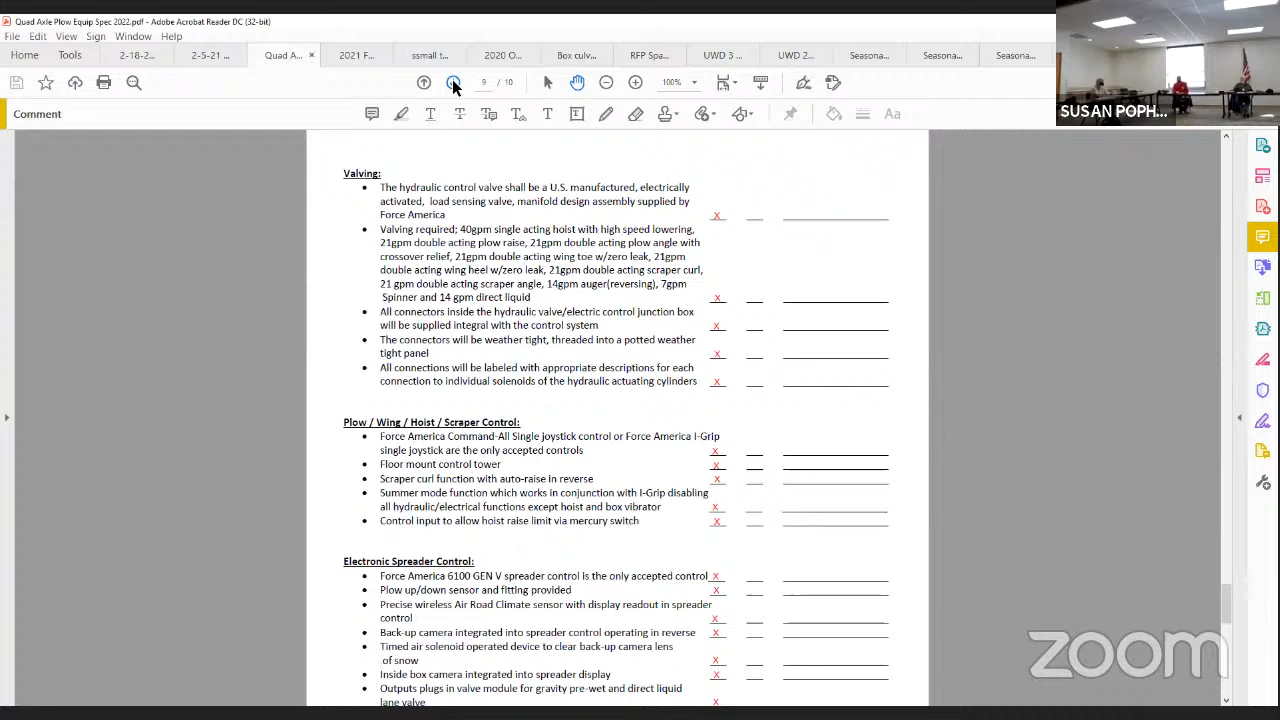 Quad Axle Plow Equip Spec 2022.pdf - Adobe Acrobat Reader DC (32-bit)
File Edit View Sign Window Help
Home Tools 2-18-2... 2-5-21 ... Quad A... × 2021 F... ssmall t... 2020 O... Box culv... RFP Spa... UWD 3 ... UWD 2... Seasona... Seasona... Seasona...
9 / 10 100%
Comment
SUSAN POPH...
Valving:
• The hydraulic control valve shall be a U.S. manufactured, electrically
activated, load sensing valve, manifold design assembly supplied by
Force America X
• Valving required; 40gpm single acting hoist with high speed lowering,
21gpm double acting plow raise, 21gpm double acting plow angle with
crossover relief, 21gpm double acting wing toe w/zero leak, 21gpm
double acting wing heel w/zero leak, 21gpm double acting scraper curl,
21 gpm double acting scraper angle, 14gpm auger(reversing), 7gpm
Spinner and 14 gpm direct liquid X
• All connectors inside the hydraulic valve/electric control junction box
will be supplied integral with the control system X
• The connectors will be weather tight, threaded into a potted weather
tight panel X
• All connections will be labeled with appropriate descriptions for each
connection to individual solenoids of the hydraulic actuating cylinders X
Plow / Wing / Hoist / Scraper Control:
• Force America Command-All Single joystick control or Force America I-Grip
single joystick are the only accepted controls X
• Floor mount control tower X
• Scraper curl function with auto-raise in reverse X
• Summer mode function which works in conjunction with I-Grip disabling
all hydraulic/electrical functions except hoist and box vibrator X
• Control input to allow hoist raise limit via mercury switch X
Electronic Spreader Control:
• Force America 6100 GEN V spreader control is the only accepted control X
• Plow up/down sensor and fitting provided X
• Precise wireless Air Road Climate sensor with display readout in spreader
control X
• Back-up camera integrated into spreader control operating in reverse X
• Timed air solenoid operated device to clear back-up camera lens
of snow X
• Inside box camera integrated into spreader display X
• Outputs plugs in valve module for gravity pre-wet and direct liquid
lane valve X
zoom